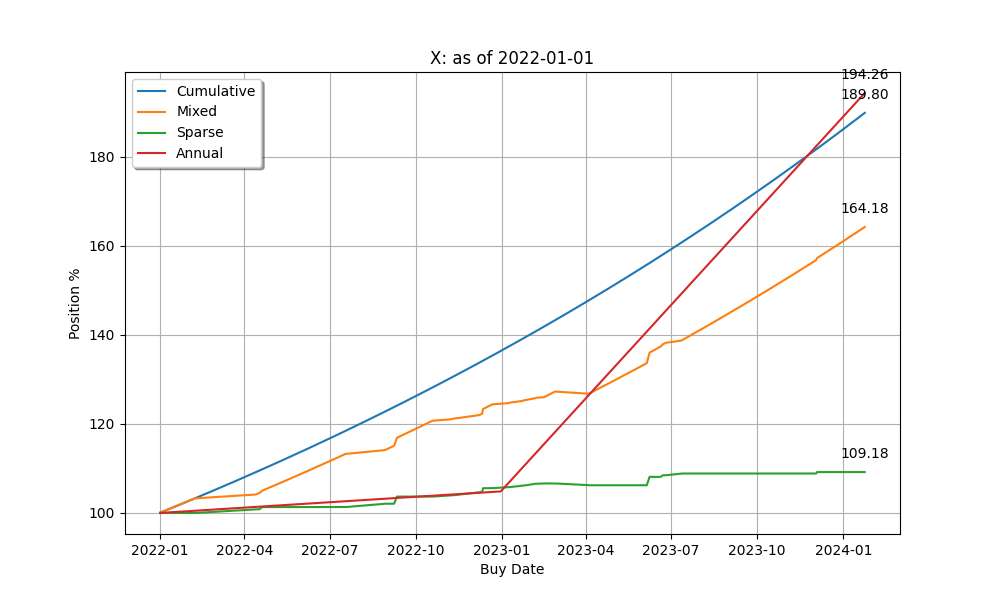 X: as of 2022-01-01
194.26
Cumulative
189.80
Mixed
Sparse
Annual
180
164.18
160
Position %
140
120
109.18
100
2022-01 2022-04 2022-07 2022-10 2023-01 2023-04 2023-07 2023-10 2024-01
Buy Date